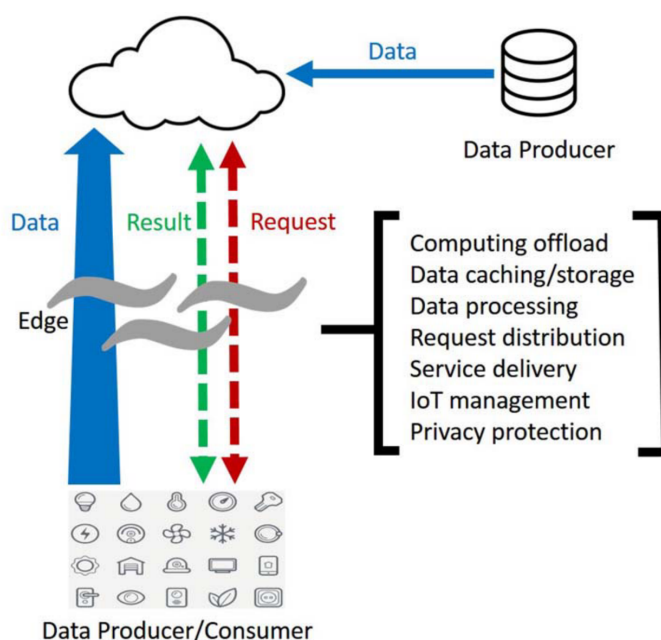 Data
Data Producer
Data
Result
Request
Edge
Computing offload
Data caching/storage
Data processing
Request distribution
Service delivery
IoT management
Privacy protection
Data Producer/Consumer